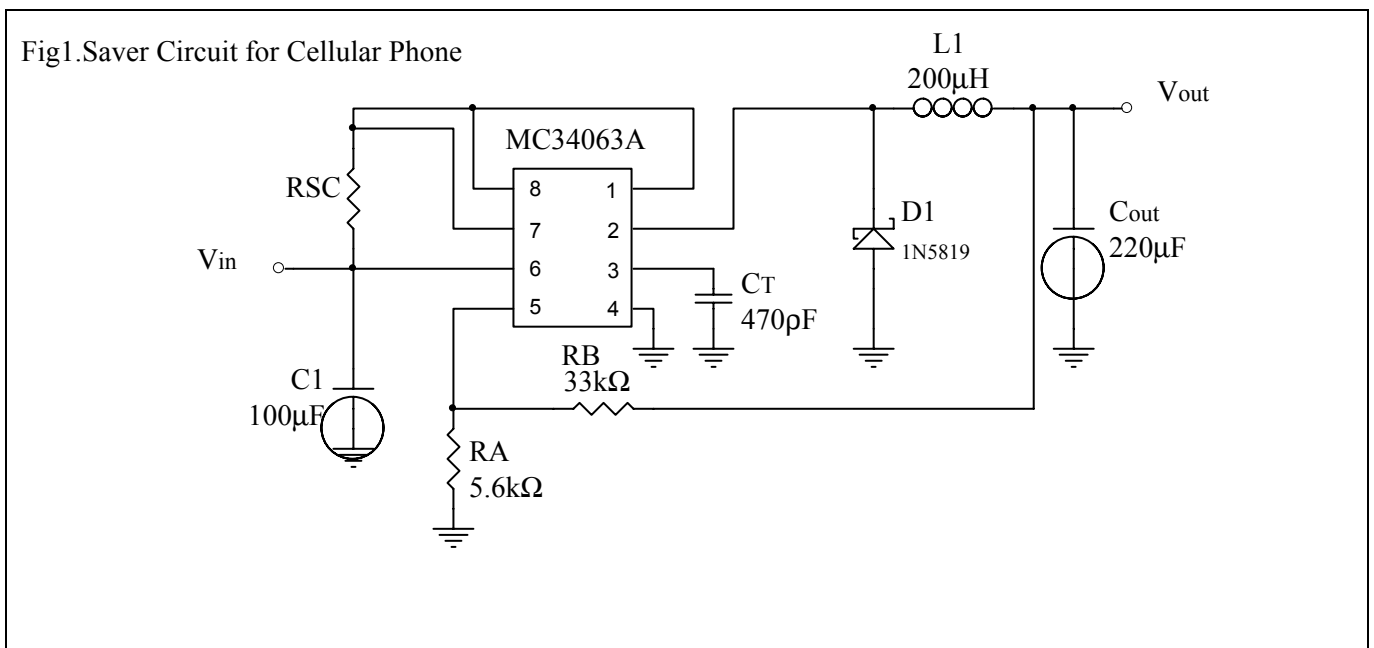 Fig1.Saver Circuit for Cellular Phone
L1
200μH
Vout
MC34063A
RSC
8 1
7 2
6 3
5 4
Vin
D1
1N5819
Cout
220μF
CT
470ρF
RB
33kΩ
C1
100μF
RA
5.6kΩ